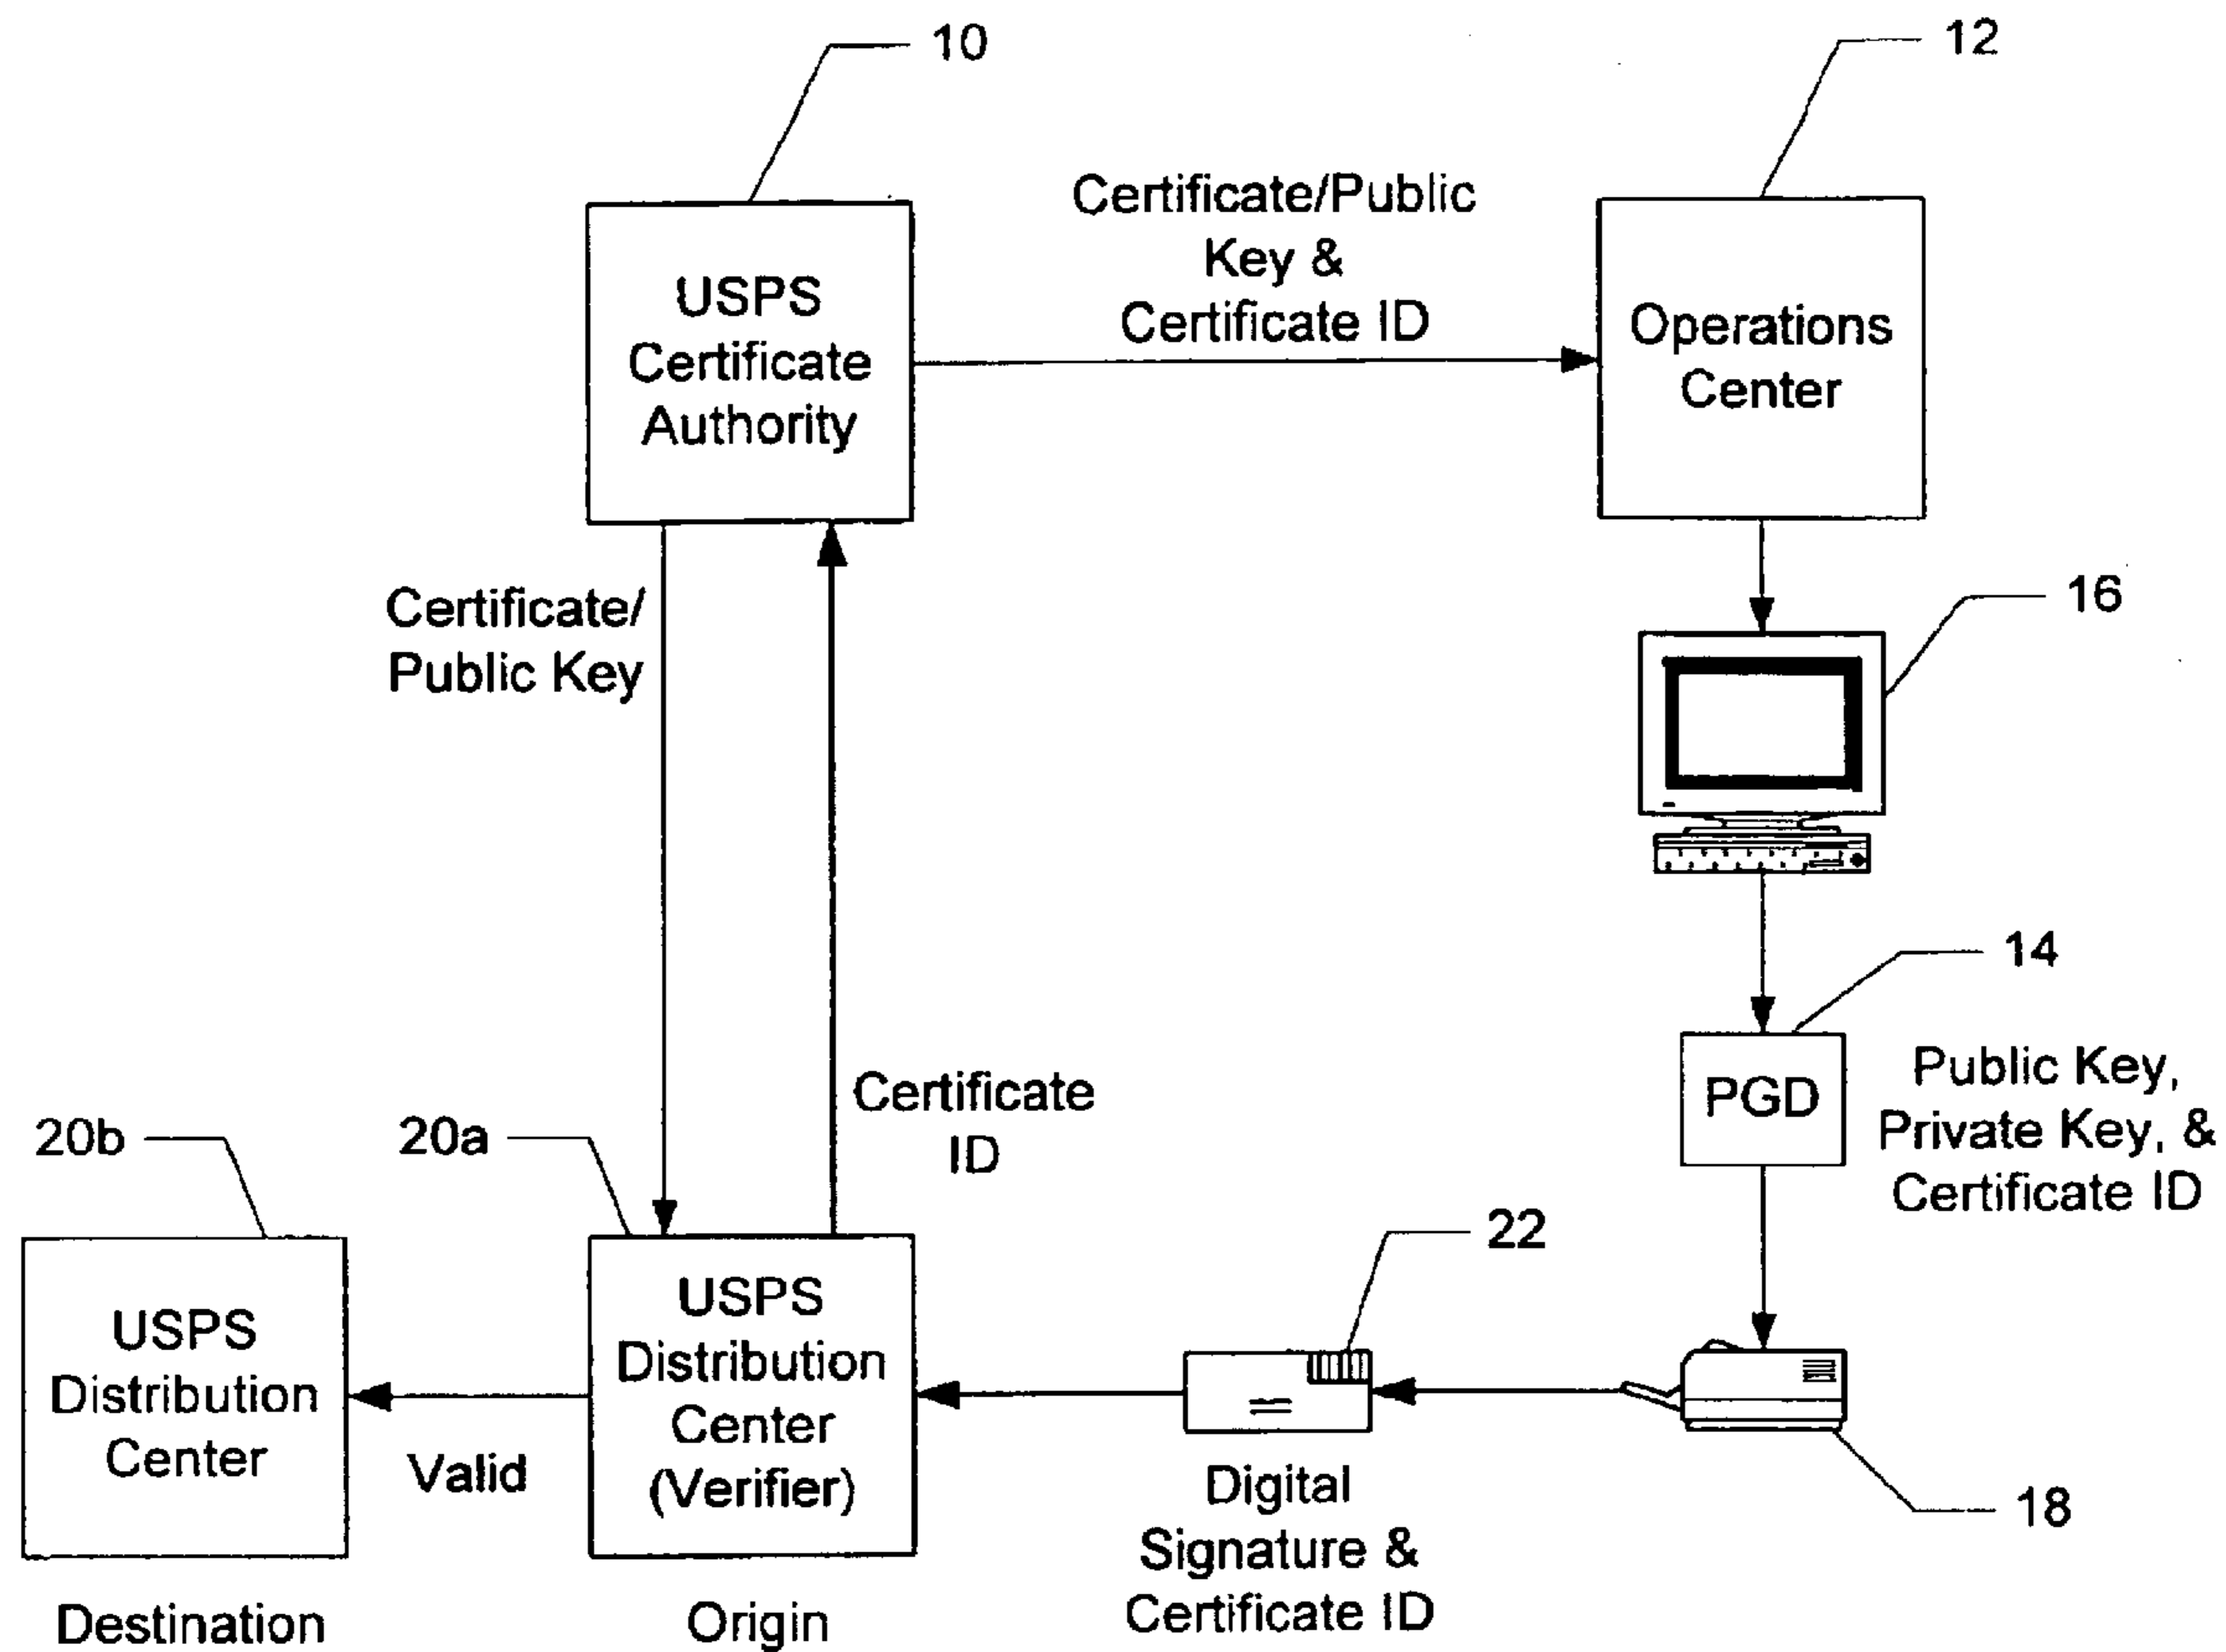 10
12
Certificate/Public
Key &
Certificate ID
USPS
Certificate
Authority
Operations
Center
Certificate/
Public Key
16
14
PGD
Public Key,
Private Key, &
Certificate ID
Certificate
ID
20b
20a
22
USPS
Distribution
Center
Valid
USPS
Distribution
Center
(Verifier)
Digital
Signature &
Certificate ID
18
Destination
Origin